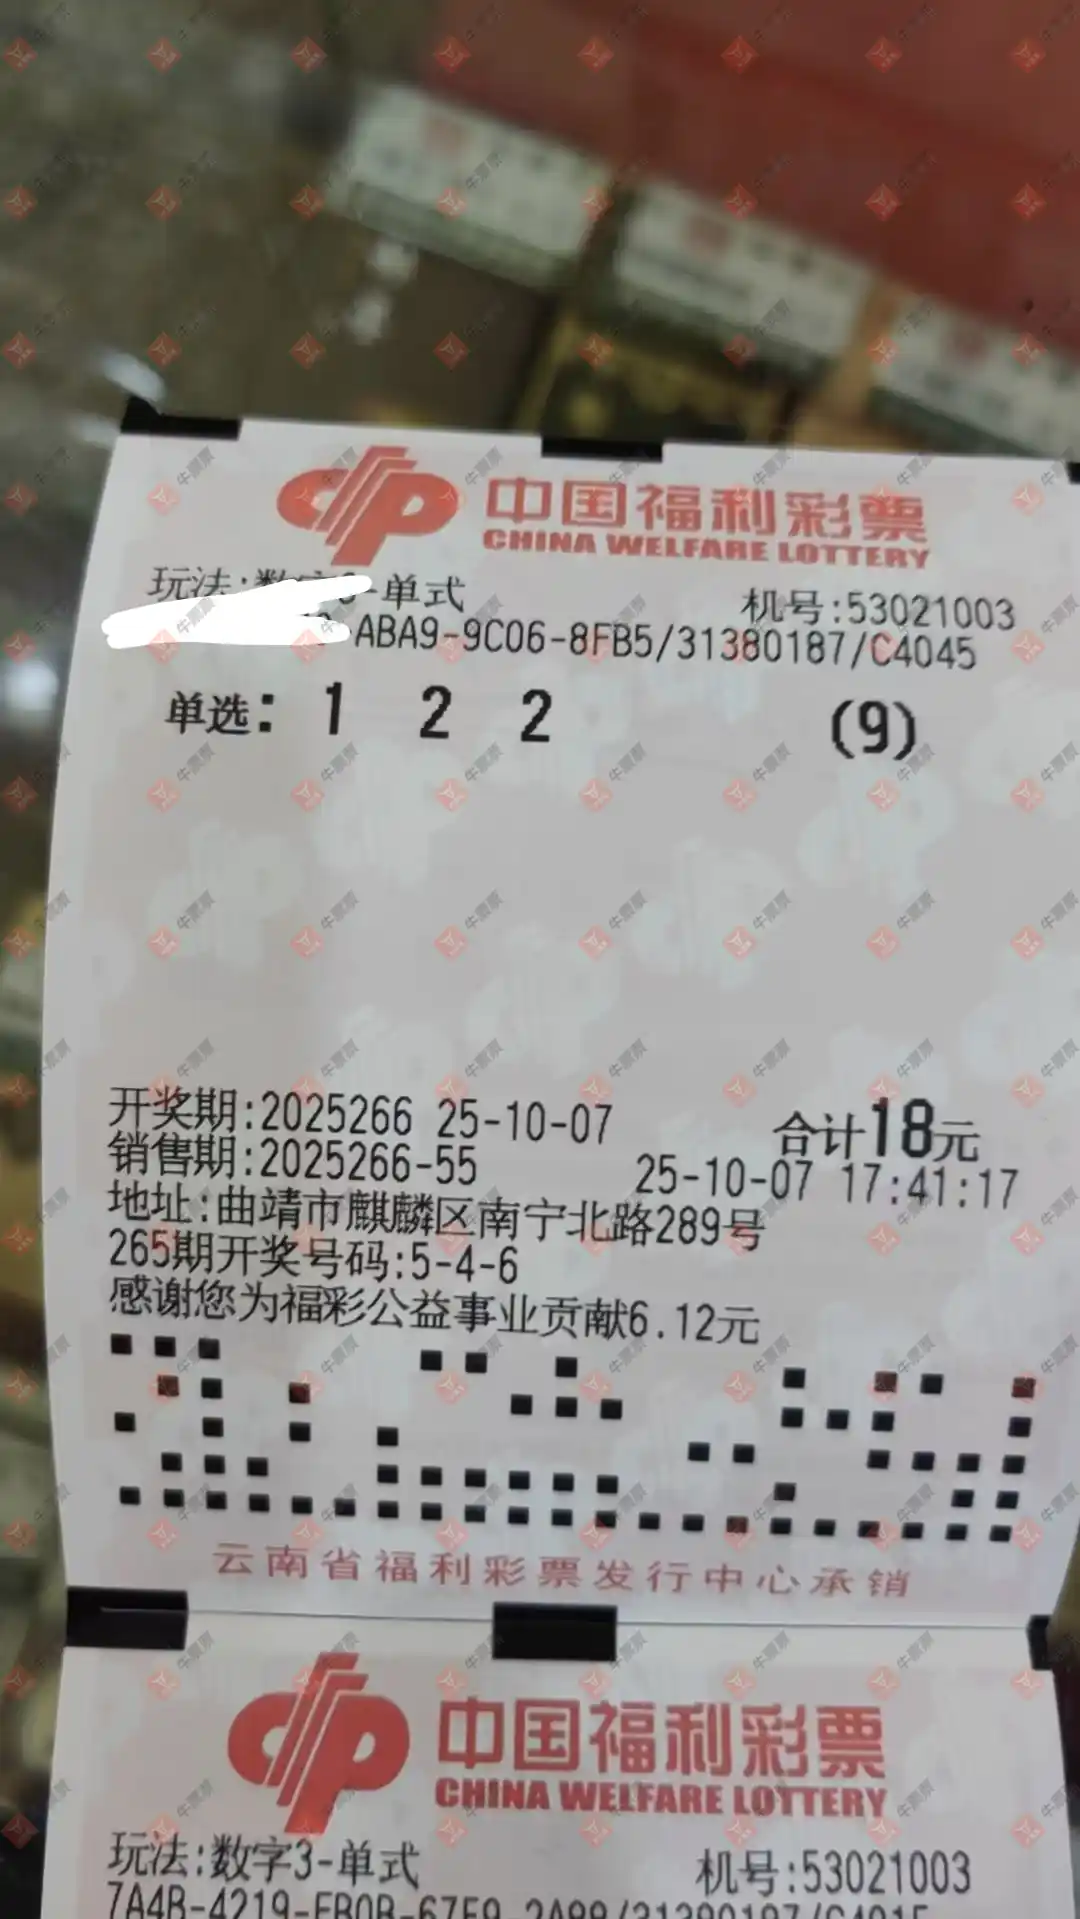 中国福利彩票
CHINA WELFARE LOTTERY
玩法:数字3-单式 机号:53021003
-ABA9-9C06-8FB5/31380187/C4045
单选: 1 2 2 (9)
开奖期:2025266 25-10-07 合计18元
销售期:2025266-55 25-10-07 17:41:17
地址:曲靖市麒麟区南宁北路289号
265期开奖号码:5-4-6
感谢您为福彩公益事业贡献6.12元
云南省福利彩票发行中心承销
中国福利彩票
CHINA WELFARE LOTTERY
玩法:数字3-单式 机号:53021003
牛票票